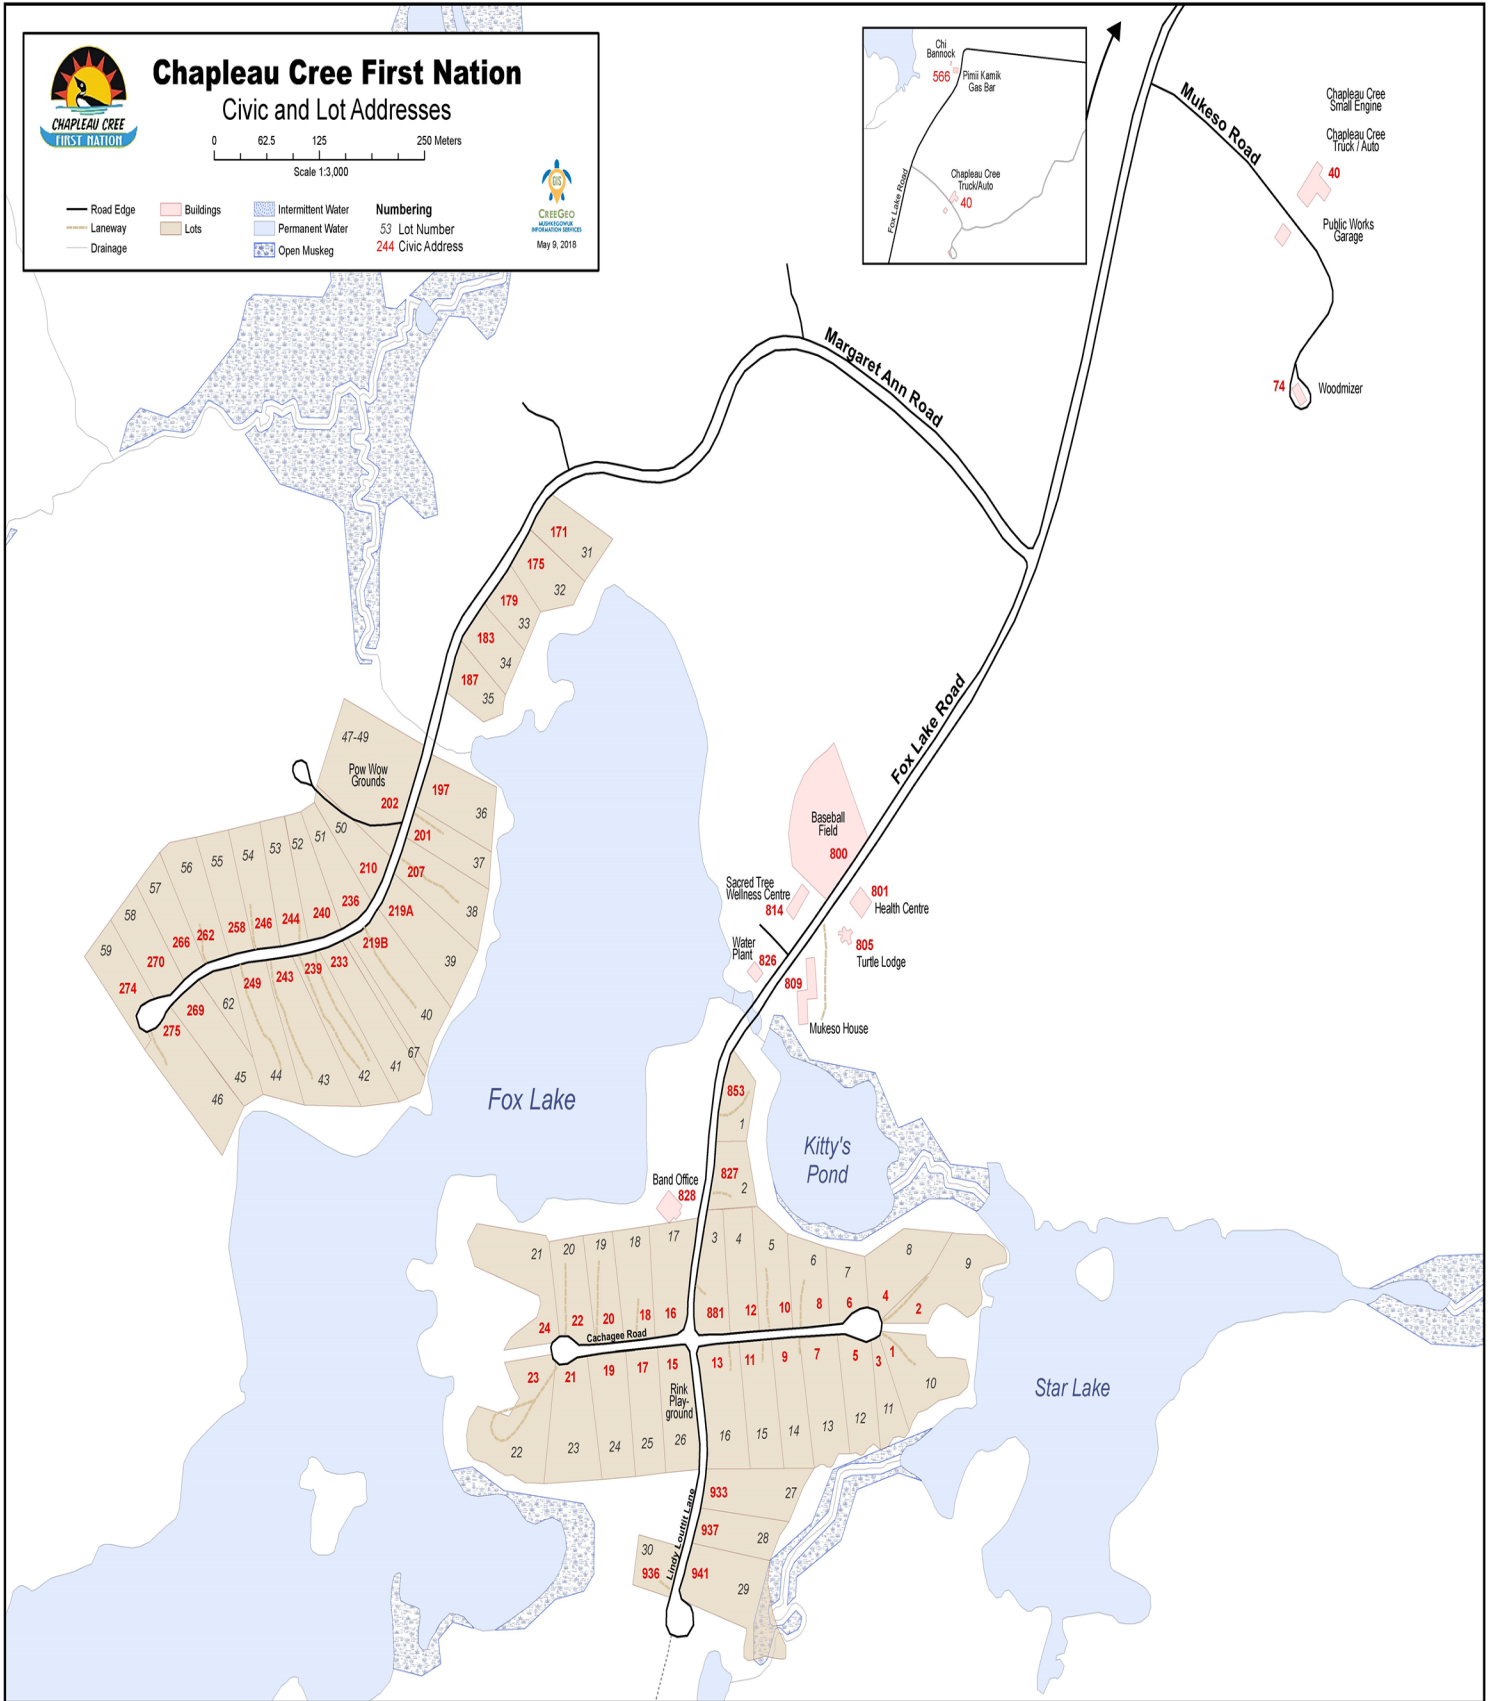 Chapleau Cree First Nation
Civic and Lot Addresses
CHAPLEAU CREE
FIRST NATION
0 62.5 125 250 Meters
Scale 1:3,000
GIS
CREEGEO
MUSHKEGOWUK
INFORMATION SERVICES
May 9, 2018
Road Edge
Laneway
Drainage
Buildings
Lots
Intermittent Water
Permanent Water
Open Muskeg
Numbering
53 Lot Number
244 Civic Address
Chi
Bannock
566
Pimii Kamik
Gas Bar
Fox Lake Road
Chapleau Cree
Truck/Auto
40
Mukeso Road
Chapleau Cree
Small Engine
Chapleau Cree
Truck / Auto
40
Public Works
Garage
74
Woodmizer
Margaret Ann Road
171
31
175
32
179
33
183
34
187
35
Fox Lake Road
47-49
Pow Wow
Grounds
202
197
36
201
37
207
38
219A
39
219B
40
67
41
42
43
44
45
46
50
51
52
53
54
55
56
57
58
59
210
236
240
244
246
258
262
266
270
274
275
269
62
249
243
239
233
Baseball
Field
800
Sacred Tree
Wellness Centre
814
801
Health Centre
805
Turtle Lodge
Water
Plant
826
809
Mukeso House
Fox Lake
853
1
827
2
Kitty's
Pond
Band Office
828
21
20
19
18
17
3
4
5
6
7
8
9
24
22
20
18
16
881
12
10
8
6
4
2
Cachagee Road
23
21
19
17
15
13
11
9
7
5
3
1
Rink
Play-
ground
22
23
24
25
26
16
15
14
13
12
11
10
Star Lake
Lindy Louttit Lane
933
27
937
28
30
936
941
29